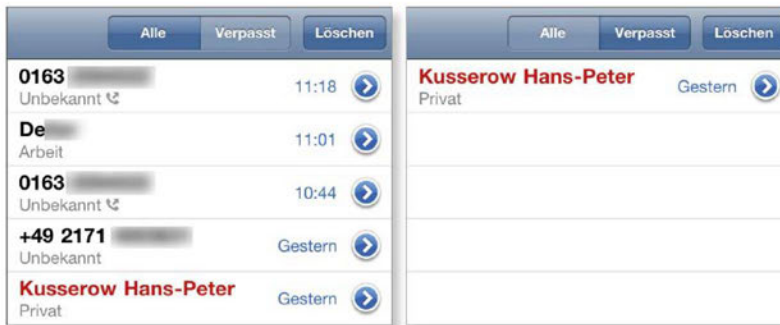 Alle Verpasst Löschen
0163
Unbekannt
11:18
De
Arbeit
11:01
0163
Unbekannt
10:44
+49 2171
Unbekannt
Gestern
Kusserow Hans-Peter
Privat
Gestern
Alle Verpasst Löschen
Kusserow Hans-Peter
Privat
Gestern